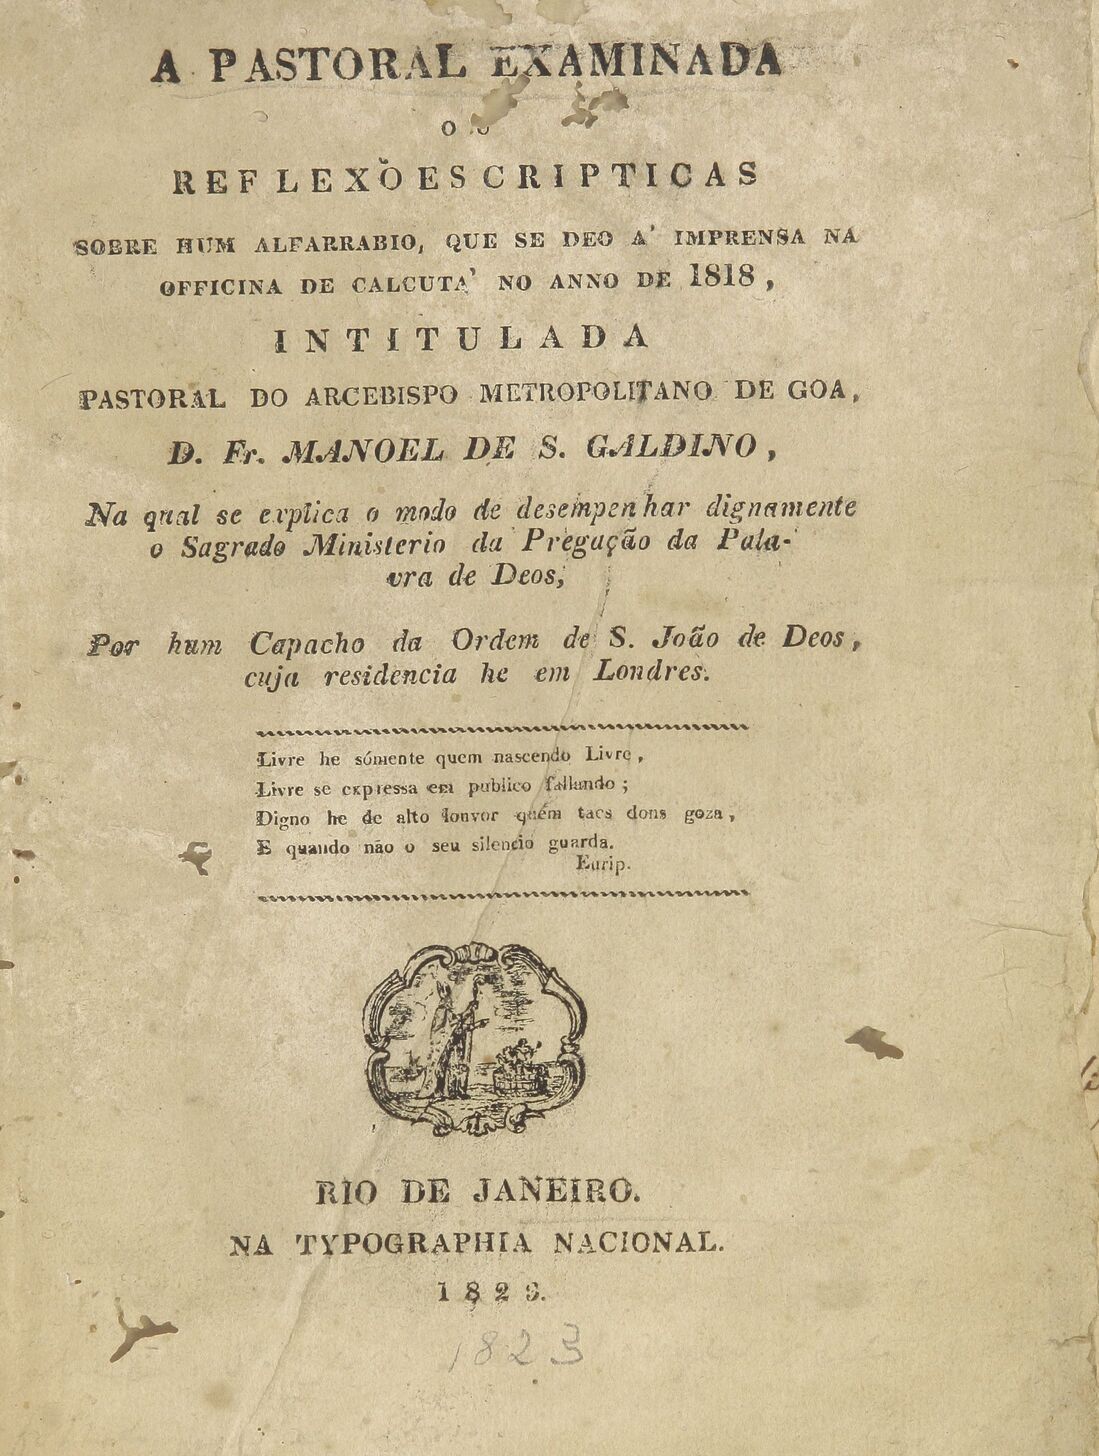 A PASTORAL EXAMINADA
OU
REFLEXÕES CRIPTICAS
SOBRE HUM ALFARRABIO, QUE SE DEO A' IMPRENSA NA
OFFICINA DE CALCUTA' NO ANNO DE 1818,
INTITULADA
PASTORAL DO ARCEBISPO METROPOLITANO DE GOA,
D. Fr. MANOEL DE S. GALDINO,
Na qual se explica o modo de desempenhar dignamente
o Sagrado Ministerio da Pregação da Pala-
vra de Deos,
Por hum Capacho da Ordem de S. João de Deos,
cuja residencia he em Londres.
Livre he sómente quem nascendo Livre,
Livre se expressa em publico fallando;
Digno he de alto louvor quém taes dons goza,
E quando não o seu silencio guarda.
Eurip.
RIO DE JANEIRO.
NA TYPOGRAPHIA NACIONAL.
1823.
1823